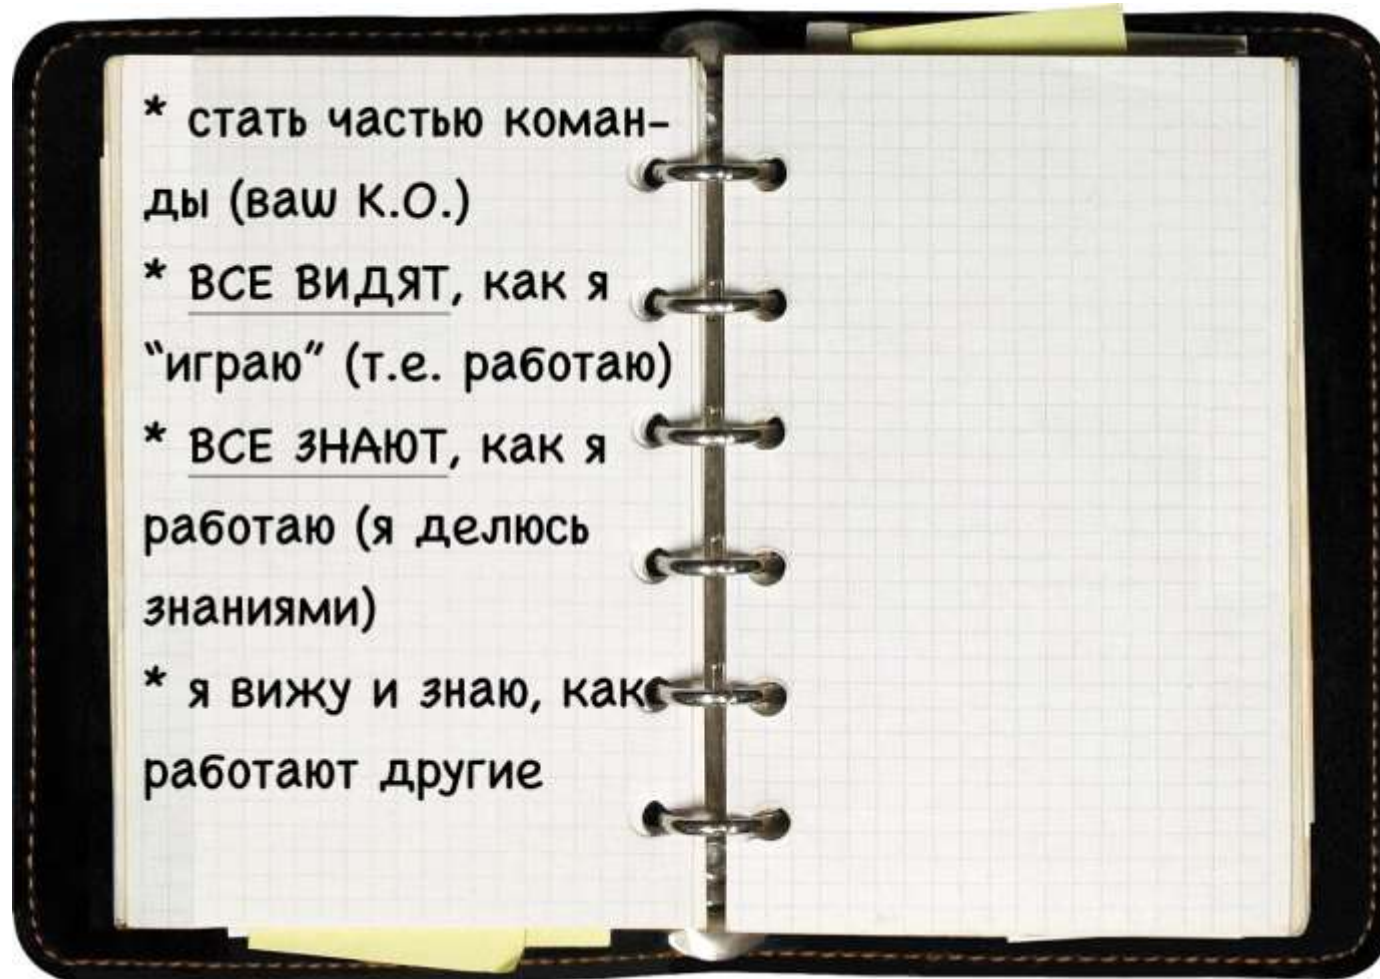 * стать частью коман-
ды (ваш К.О.)
* ВСЕ ВИДЯТ, как я
“играю” (т.е. работаю)
* ВСЕ ЗНАЮТ, как я
работаю (я делюсь
знаниями)
* я вижу и знаю, как
работают другие